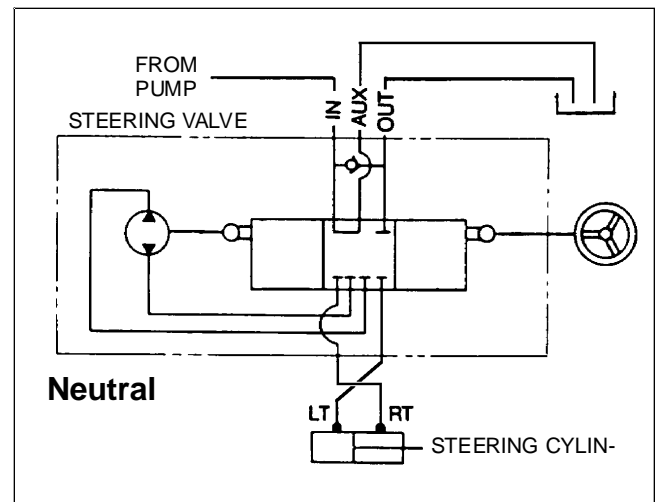 FROM
PUMP
IN
AUX
OUT
STEERING VALVE
Neutral
LT
RT
STEERING CYLIN-